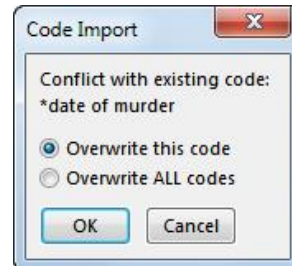 Code Import
Conflict with existing code:
*date of murder
Overwrite this code
Overwrite ALL codes
OK
Cancel